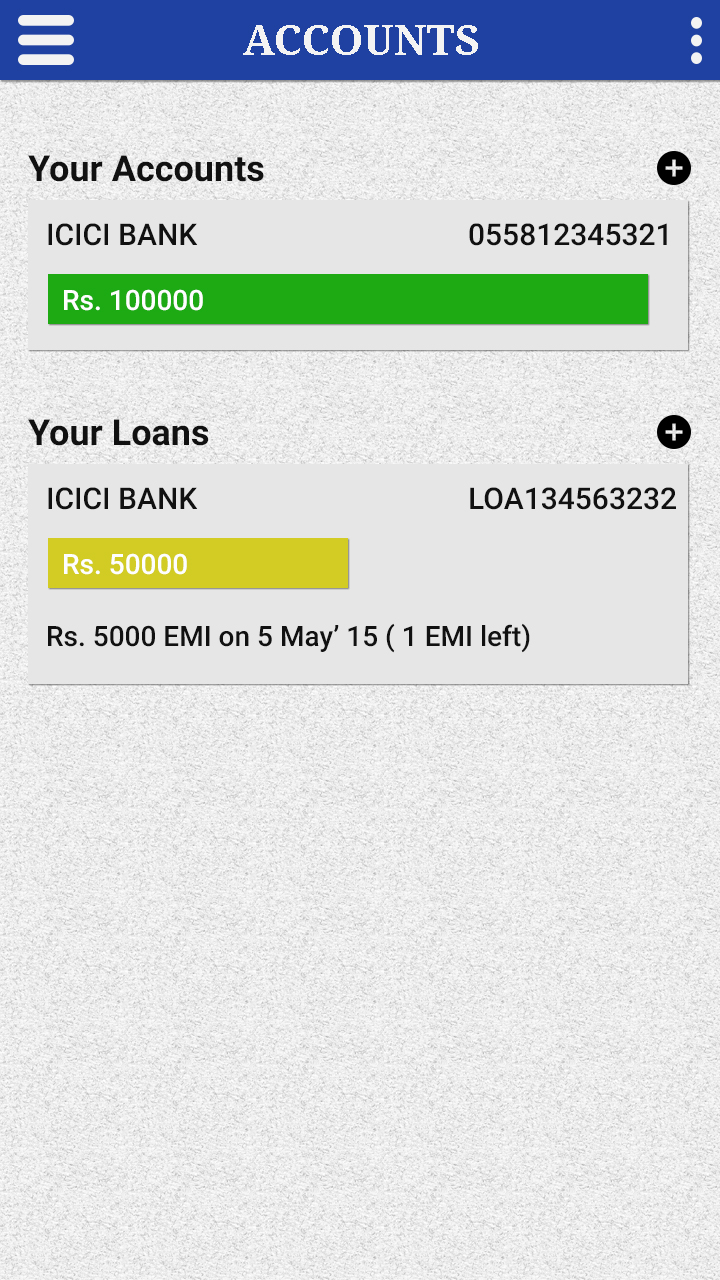 ACCOUNTS
Your Accounts
ICICI BANK 055812345321
Rs. 100000
Your Loans
ICICI BANK LOA134563232
Rs. 50000
Rs. 5000 EMI on 5 May’ 15 ( 1 EMI left)